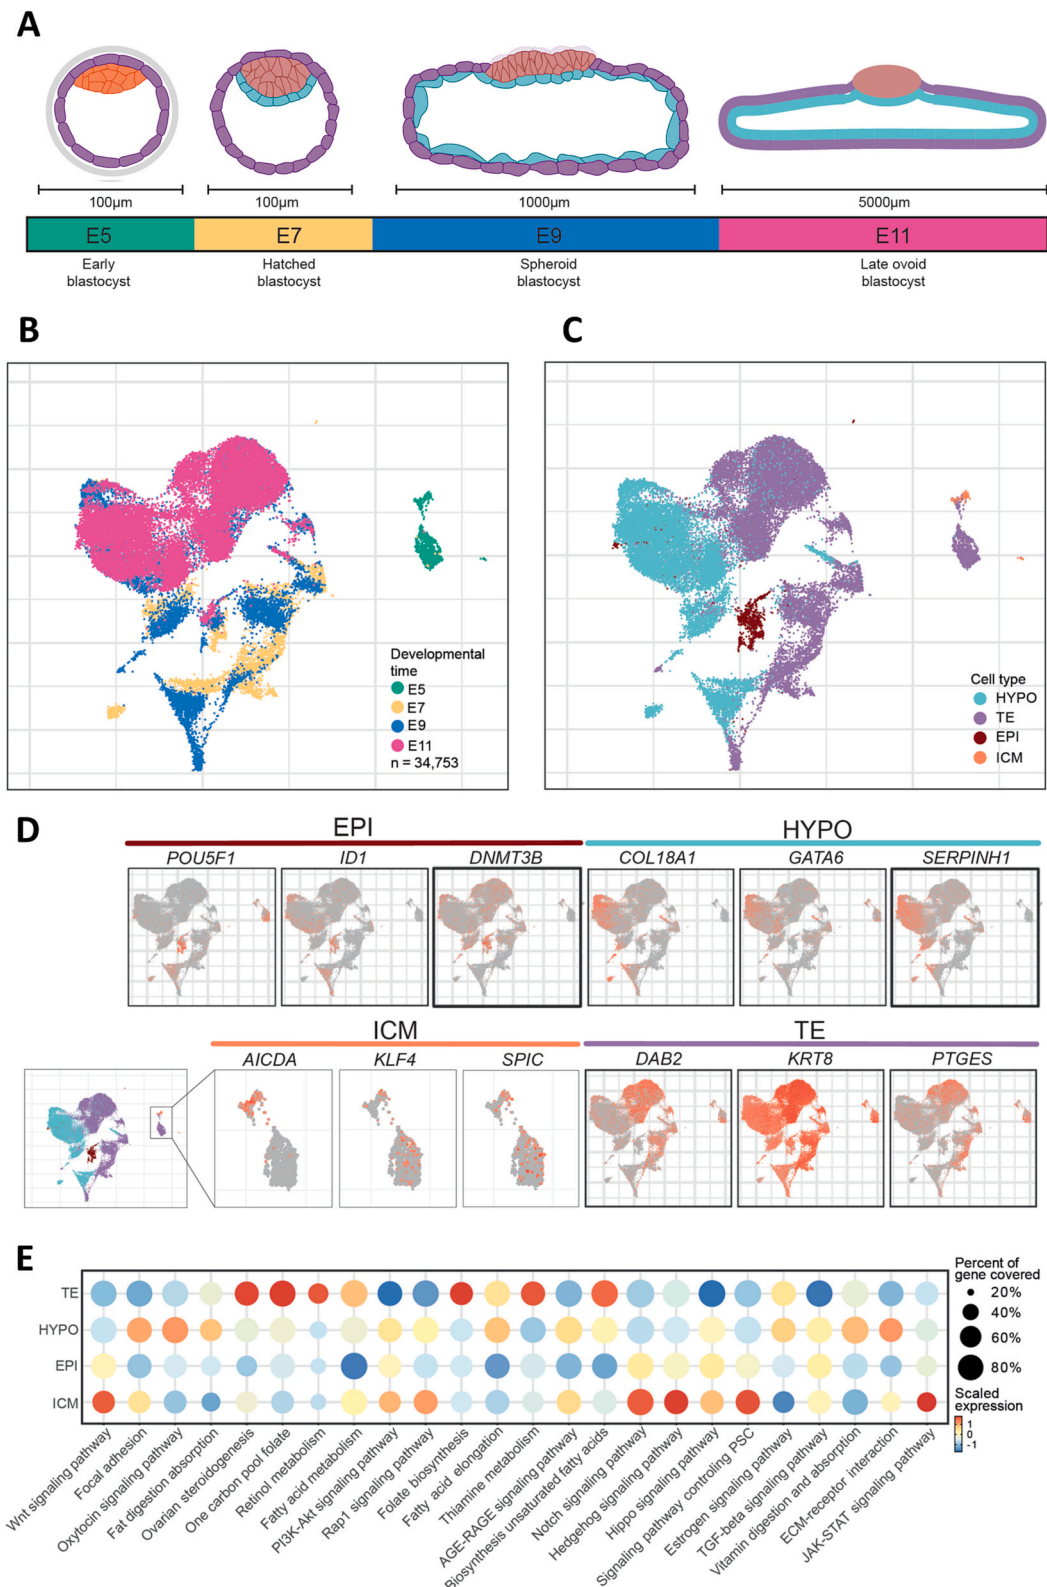 A
100µm
100µm
1000µm
5000µm
E5
E7
E9
E11
Early
blastocyst
Hatched
blastocyst
Spheroid
blastocyst
Late ovoid
blastocyst
B
Developmental
time
E5
E7
E9
E11
n = 34,753
C
Cell type
HYPO
TE
EPI
ICM
D
EPI
HYPO
POU5F1
ID1
DNMT3B
COL18A1
GATA6
SERPINH1
ICM
TE
AICDA
KLF4
SPIC
DAB2
KRT8
PTGES
E
TE
HYPO
EPI
ICM
Percent of
gene covered
20%
40%
60%
80%
Scaled
expression
1
0
-1
Wnt signaling pathway
Focal adhesion
Oxytocin signaling pathway
Fat digestion absorption
Ovarian steroidogenesis
One carbon pool folate
Retinol metabolism
Fatty acid metabolism
PI3K-Akt signaling pathway
Rap1 signaling pathway
Folate biosynthesis
Fatty acid elongation
Thiamine metabolism
AGE-RAGE signaling pathway
Biosynthesis unsaturated fatty acids
Notch signaling pathway
Hedgehog signaling pathway
Hippo signaling pathway
Signaling pathway controling PSC
Estrogen signaling pathway
TGF-beta signaling pathway
Vitamin digestion and absorption
ECM-receptor interaction
JAK-STAT signaling pathway